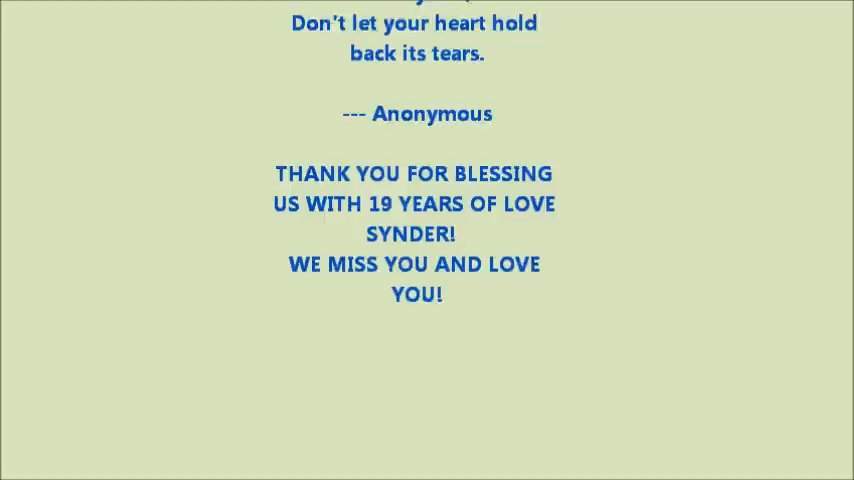 Don't let your heart hold
back its tears.
--- Anonymous
THANK YOU FOR BLESSING
US WITH 19 YEARS OF LOVE
SYNDER!
WE MISS YOU AND LOVE
YOU!